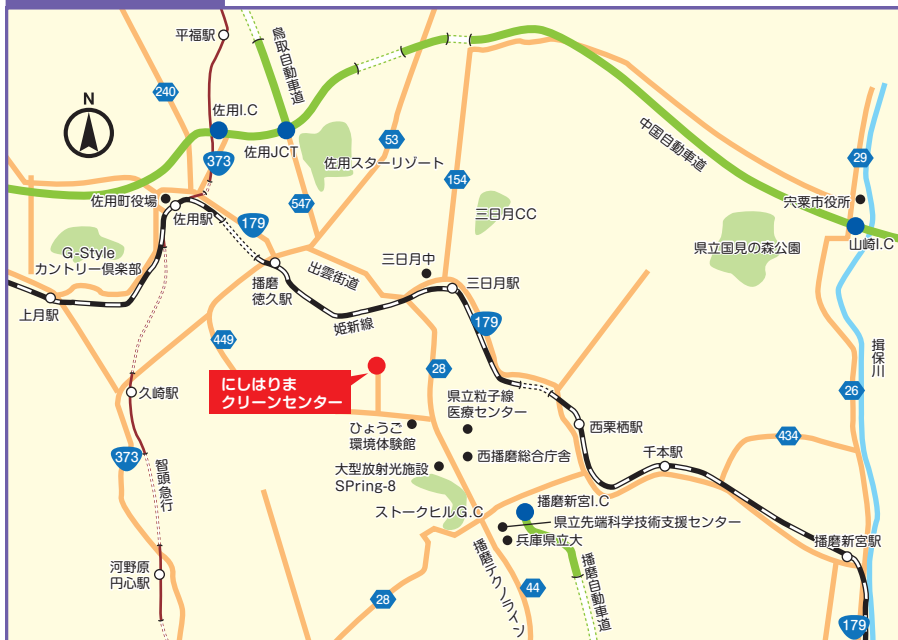 平福駅
鳥取自動車道
240
N
佐用I.C
佐用JCT
373
53
佐用スターリゾート
中国自動車道
29
154
佐用町役場
佐用駅
547
179
三日月CC
宍粟市役所
山崎I.C
県立国見の森公園
G-Style
カントリー倶楽部
出雲街道
三日月中
播磨
徳久駅
三日月駅
上月駅
姫新線
179
449
28
揖保川
にしはりま
クリーンセンター
久崎駅
県立粒子線
医療センター
26
ひょうご
環境体験館
西栗栖駅
434
373
智頭急行
西播磨総合庁舎
千本駅
大型放射光施設
SPring-8
ストークヒルG.C
播磨新宮I.C
県立先端科学技術支援センター
兵庫県立大
播磨新宮駅
河野原
円心駅
播磨テクノライン
播磨自動車道
44
28
179